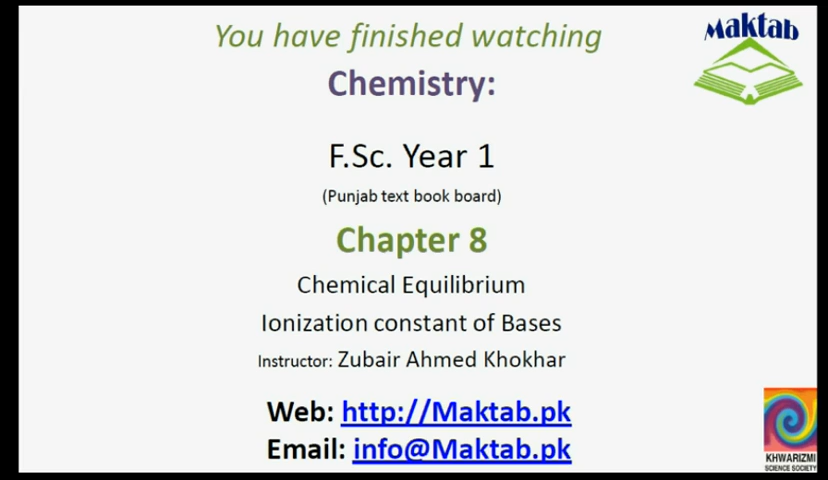 You have finished watching
Maktab
Chemistry:
F.Sc. Year 1
(Punjab text book board)
Chapter 8
Chemical Equilibrium
Ionization constant of Bases
Instructor: Zubair Ahmed Khokhar
Web: http://Maktab.pk
Email: info@Maktab.pk
KHWARIZMI
SCIENCE SOCIETY